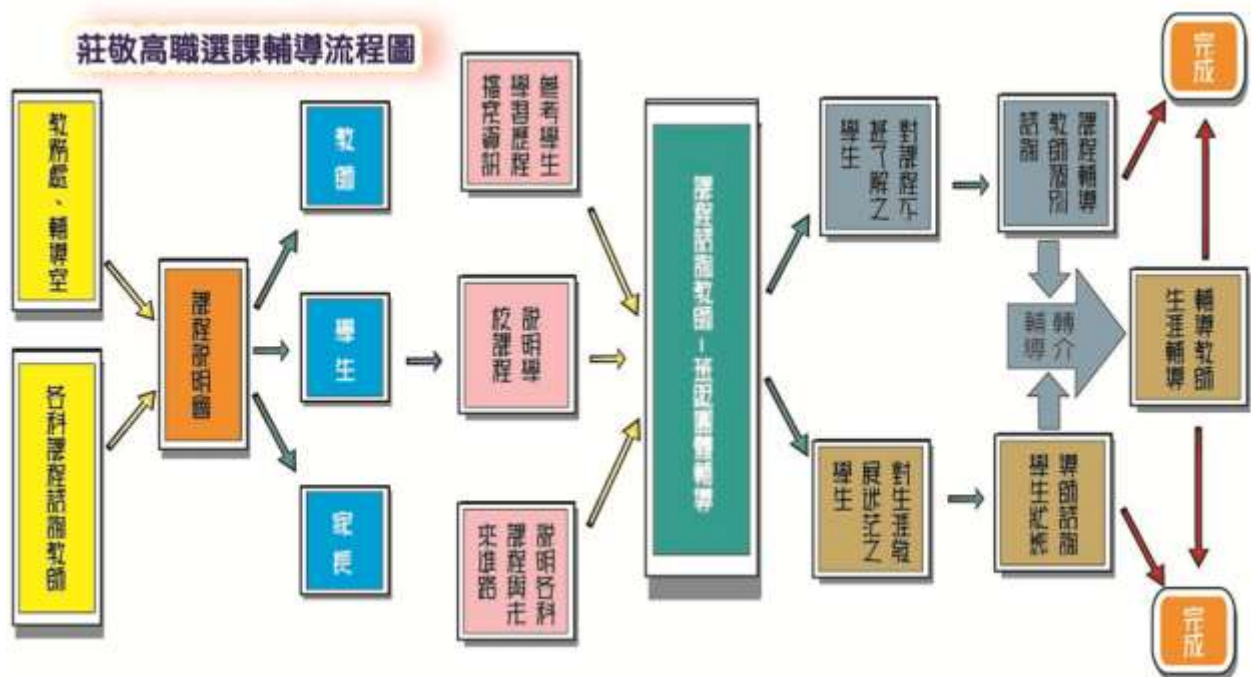 莊敬高職選課輔導流程圖
教務處、輔導室
各科課程諮詢教師
課程說明會
教師
學生
家長
參考學生
學習歷程
檔案資訊
說明學
校課程
說明各科
課程與未
來進路
課程諮詢教師-班級團體輔導
對課程不
甚了解之
學生
對生涯發
展迷茫之
學生
課程輔導
教師個別
諮詢
轉介
輔導
導師諮詢
學生狀態
輔導教師
生涯輔導
完成
完成